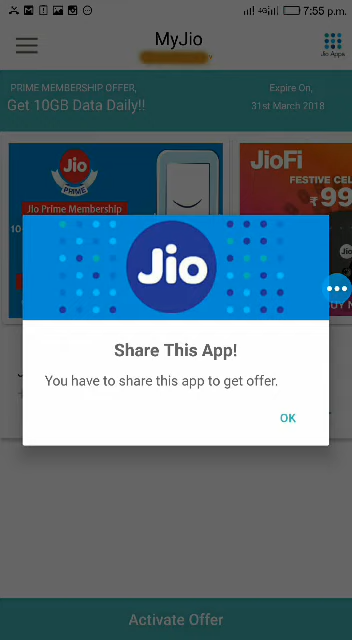 4G
7:55 p.m.
MyJio
Jio Apps
PRIME MEMBERSHIP OFFER,
Get 10GB Data Daily!!
Expire On,
31st March 2018
Jio
PRIME
Jio Prime Membership
10
JioFi
FESTIVE CEL
₹99
Jio
Share This App!
You have to share this app to get offer.
OK
Activate Offer